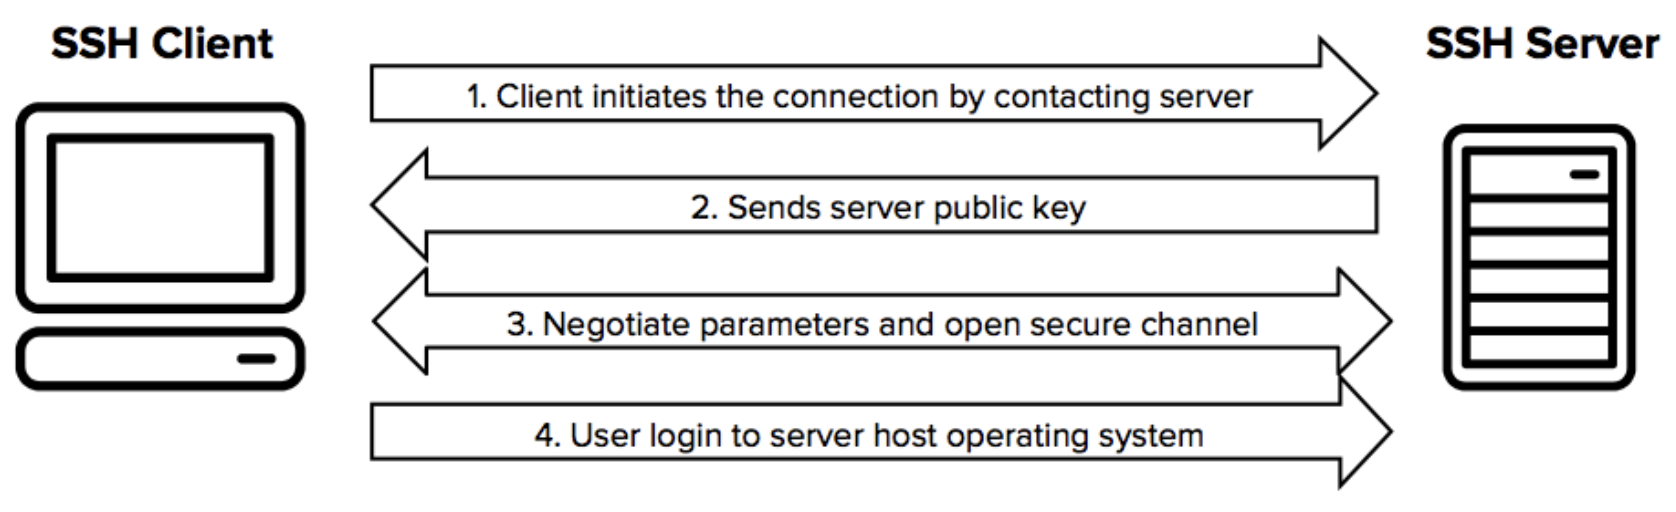 SSH Client
SSH Server
1. Client initiates the connection by contacting server
2. Sends server public key
3. Negotiate parameters and open secure channel
4. User login to server host operating system